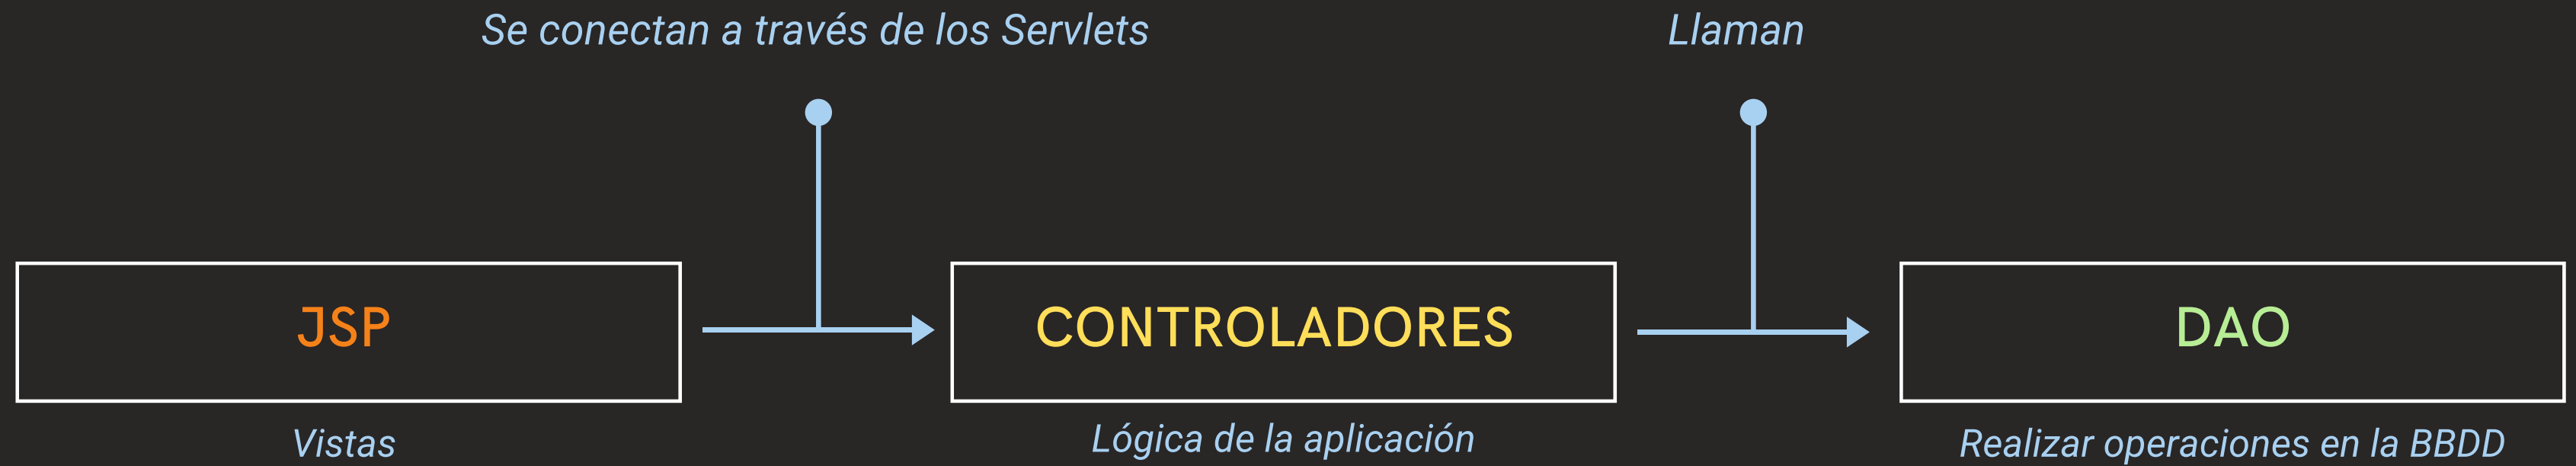 Se conectan a través de los Servlets
Llaman
JSP
CONTROLADORES
DAO
Vistas
Lógica de la aplicación
Realizar operaciones en la BBDD